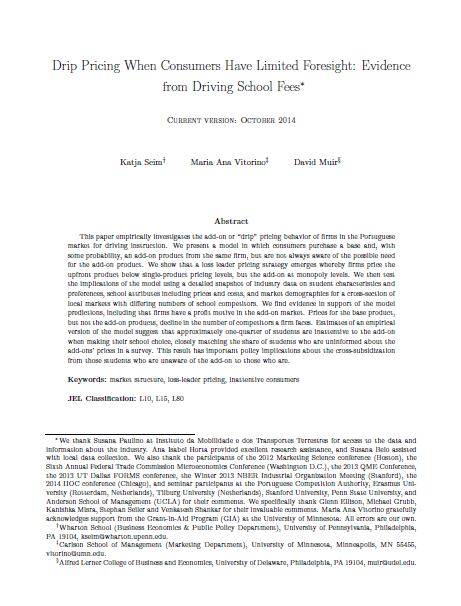 Drip Pricing When Consumers Have Limited Foresight: Evidence
from Driving School Fees*
Current version: October 2014
Katja Seim† Maria Ana Vitorino‡ David Muir§
Abstract
This paper empirically investigates the add-on or “drip” pricing behavior of firms in the Portuguese
market for driving instruction. We present a model in which consumers purchase a base and, with
some probability, an add-on product from the same firm, but are not always aware of the possible need
for the add-on product. We show that a loss leader pricing strategy emerges whereby firms price the
upfront product below single-product pricing levels, but the add-on at monopoly levels. We then test
the implications of the model using a detailed snapshot of industry data on student characteristics and
preferences, school attributes including prices and costs, and market demographics for a cross-section of
local markets with differing numbers of school competitors. We find evidence in support of the model
predictions, including that firms have a profit motive in the add-on market. Prices for the base product,
but not the add-on products, decline in the number of competitors a firm faces. Estimates of an empirical
version of the model suggest that approximately one-quarter of students are inattentive to the add-on
when making their school choice, closely matching the share of students who are uninformed about the
add-ons’ prices in a survey. This result has important policy implications about the cross-subsidization
from those students who are unaware of the add-on to those who are.
Keywords: market structure, loss-leader pricing, inattentive consumers
JEL Classification: L10, L15, L80
*We thank Susana Paulino at Instituto da Mobilidade e dos Transportes Terrestres for access to the data and
information about the industry. Ana Isabel Horta provided excellent research assistance, and Susana Belo assisted
with local data collection. We also thank the participants of the 2012 Marketing Science conference (Boston), the
Sixth Annual Federal Trade Commission Microeconomics Conference (Washington D.C.), the 2013 QME Conference,
the 2013 UT Dallas FORMS conference, the Winter 2013 NBER Industrial Organization Meeting (Stanford), the
2014 IIOC conference (Chicago), and seminar participants at the Portuguese Competition Authority, Erasmus Uni-
versity (Rotterdam, Netherlands), Tilburg University (Netherlands), Stanford University, Penn State University, and
Anderson School of Management (UCLA) for their comments. We specifically thank Glenn Ellison, Michael Grubb,
Kanishka Misra, Stephan Seiler and Venkatesh Shankar for their invaluable comments. Maria Ana Vitorino gratefully
acknowledges support from the Grant-in-Aid Program (GIA) at the University of Minnesota. All errors are our own.
†Wharton School (Business Economics & Public Policy Department), University of Pennsylvania, Philadelphia,
PA 19104, kseim@wharton.upenn.edu.
‡Carlson School of Management (Marketing Department), University of Minnesota, Minneapolis, MN 55455,
vitorino@umn.edu.
§Alfred Lerner College of Business and Economics, University of Delaware, Philadelphia, PA 19104, muir@udel.edu.